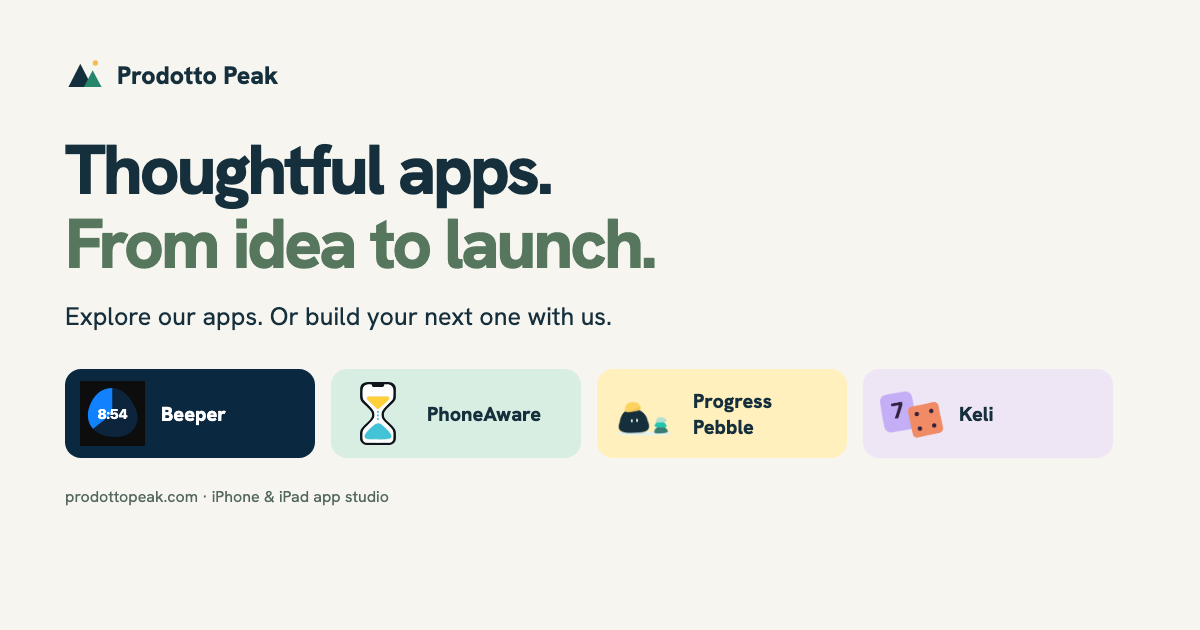 Prodotto Peak
Thoughtful apps.
From idea to launch.
Explore our apps. Or build your next one with us.
8:54
Beeper
PhoneAware
Progress
Pebble
7
Keli
prodottopeak.com · iPhone & iPad app studio